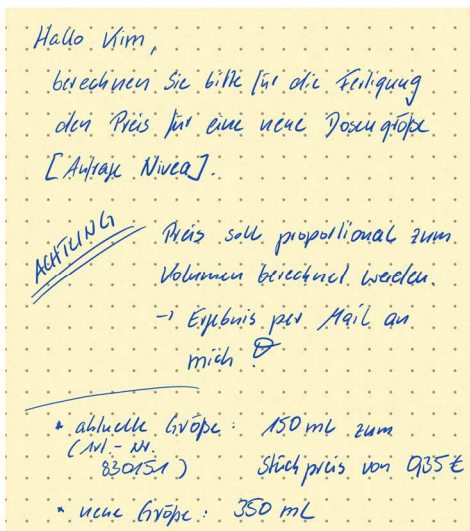 Hallo Kim,
berechnen Sie bitte für die Fertigung
den Preis für eine neue Dosengröße
[Anfrage Nivea].
ACHTUNG
Preis soll proportional zum
Volumen berechnet werden.
→ Ergebnis per Mail an
mich
* aktuelle Größe: 150 mL zum
(Art.-Nr.
830151) Stückpreis von 0,35 €
* neue Größe: 350 mL